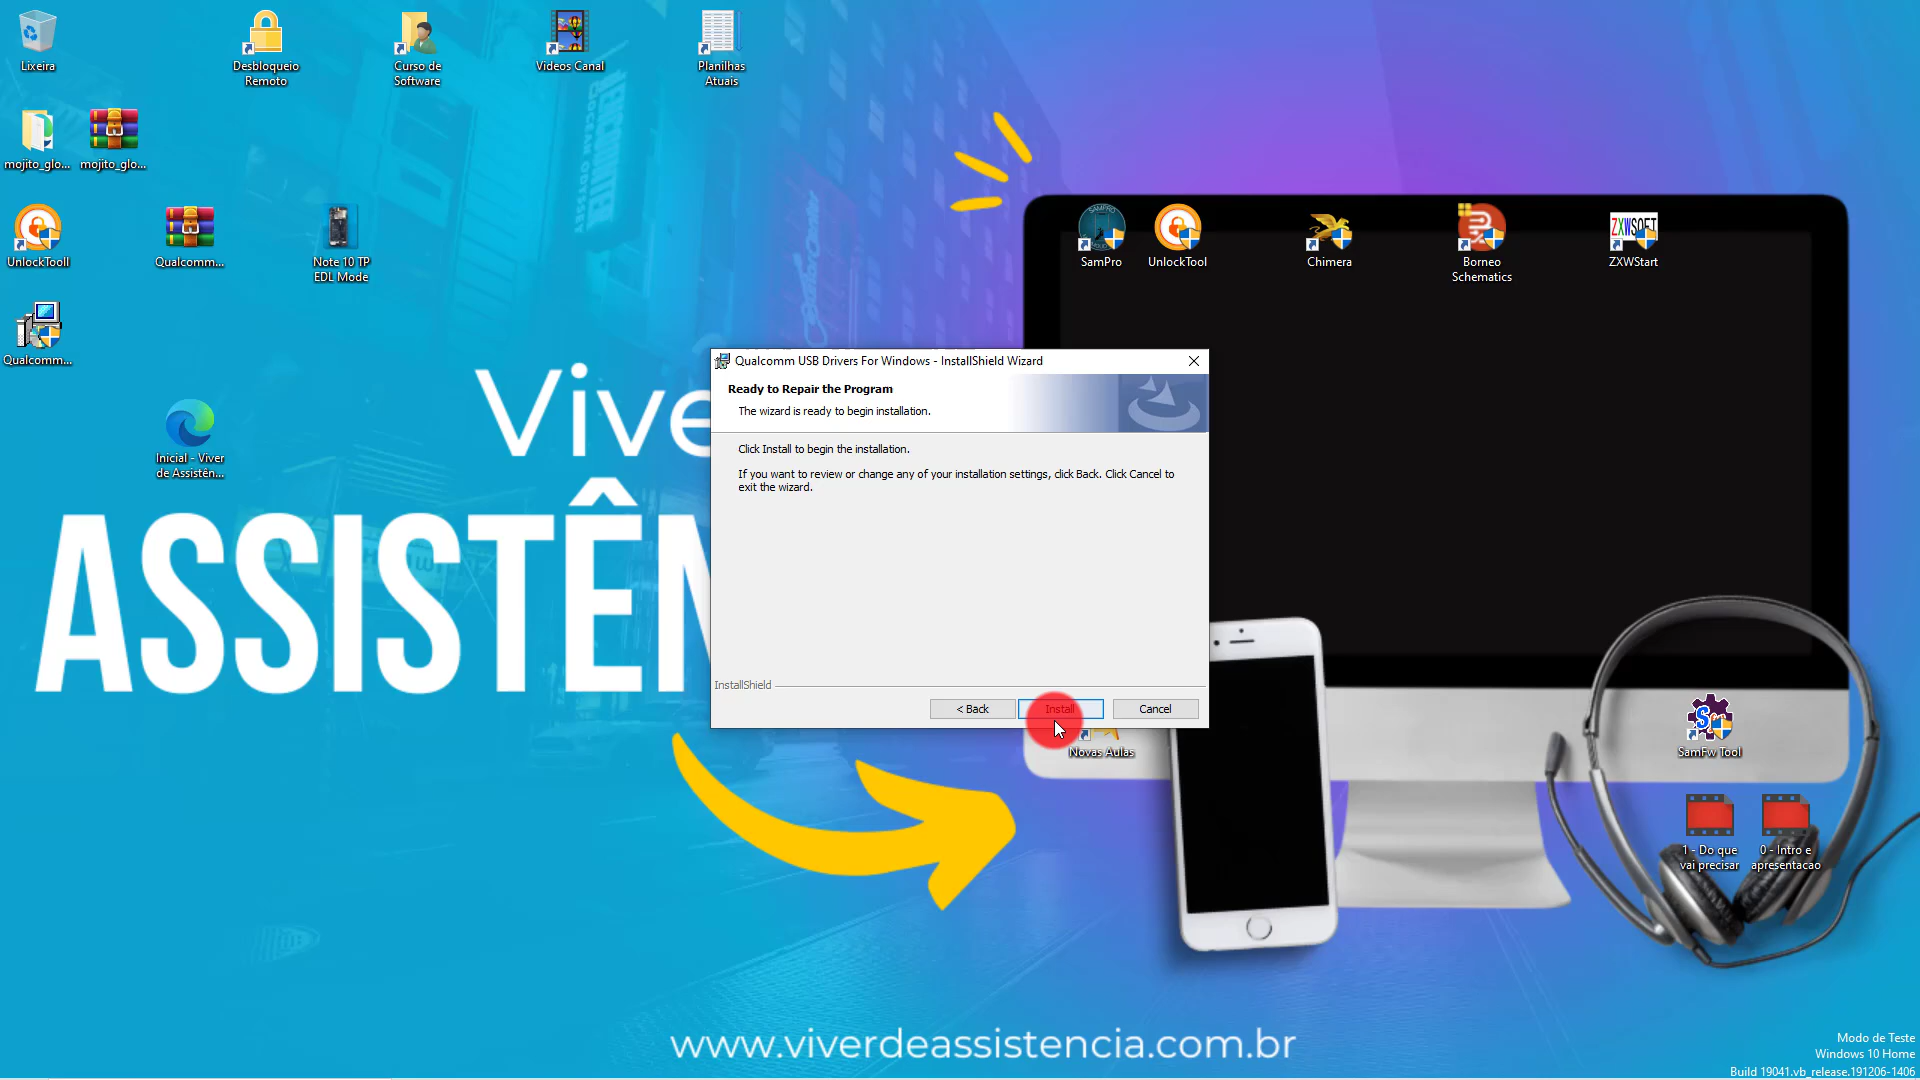 Lixeira
Desbloqueio
Remoto
Curso de
Software
Videos Canal
Planilhas
Atuais
mojito_glo...
mojito_glo...
UnlockTooll
Qualcomm...
Note 10 TP
EDL Mode
Qualcomm...
Inicial - Viver
de Assistên...
SamPro
UnlockTool
Chimera
Borneo
Schematics
ZXWSOFT
ZXWStart
Vive
ASSISTÊN
Qualcomm USB Drivers For Windows - InstallShield Wizard
Ready to Repair the Program
The wizard is ready to begin installation.
Click Install to begin the installation.
If you want to review or change any of your installation settings, click Back. Click Cancel to
exit the wizard.
InstallShield
< Back
Install
Cancel
Novas Aulas
SamFw Tool
1 - Do que
vai precisar
0 - Intro e
apresentacao
www.viverdeassistencia.com.br
Modo de Teste
Windows 10 Home
Build 19041.vb_release.191206-1406